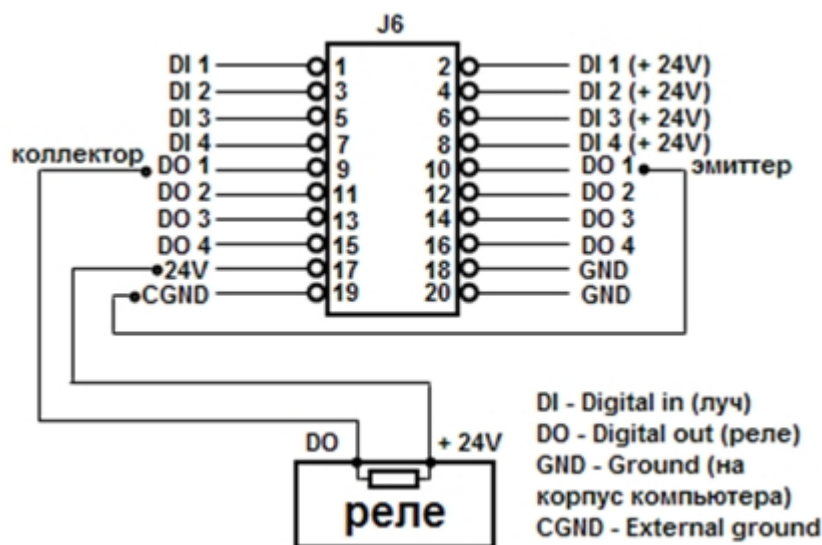 J6
DI 1 1 2 DI 1 (+ 24V)
DI 2 3 4 DI 2 (+ 24V)
DI 3 5 6 DI 3 (+ 24V)
DI 4 7 8 DI 4 (+ 24V)
коллектор DO 1 9 10 DO 1 эмиттер
DO 2 11 12 DO 2
DO 3 13 14 DO 3
DO 4 15 16 DO 4
24V 17 18 GND
CGND 19 20 GND
DO + 24V
реле
DI - Digital in (луч)
DO - Digital out (реле)
GND - Ground (на
корпус компьютера)
CGND - External ground